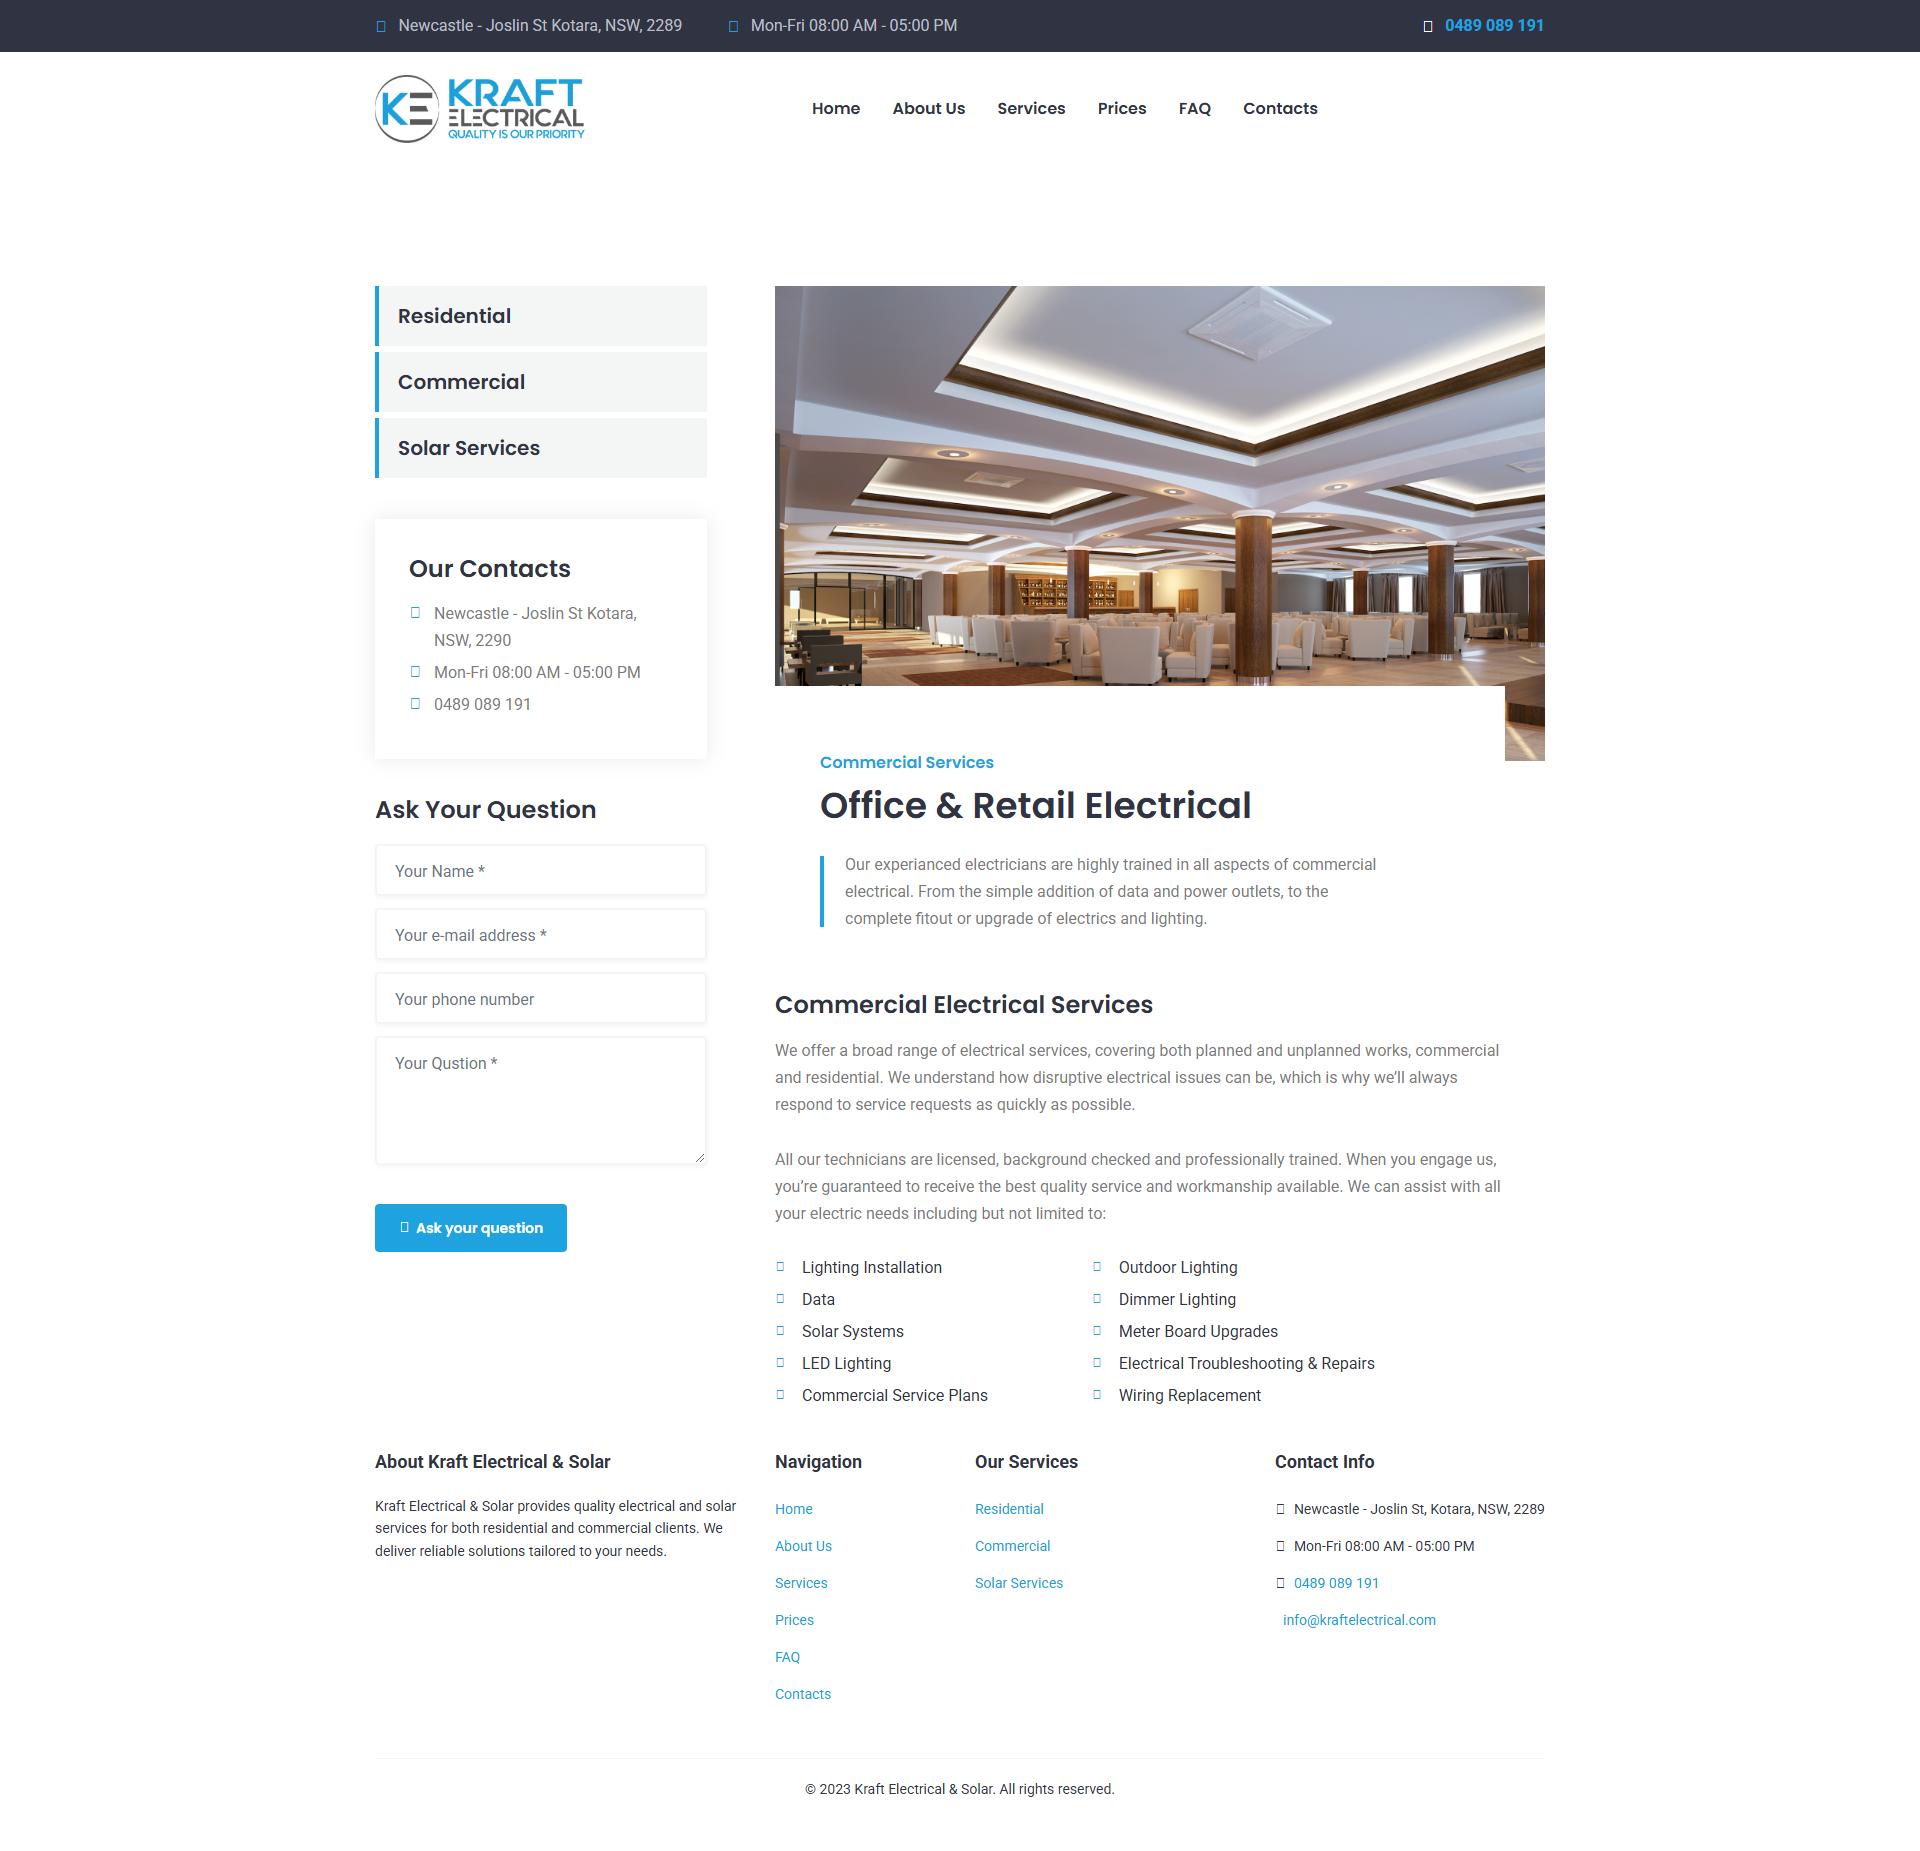 Newcastle - Joslin St Kotara, NSW, 2289
Mon-Fri 08:00 AM - 05:00 PM
0489 089 191
KE KRAFT
ELECTRICAL
QUALITY IS OUR PRIORITY
Home About Us Services Prices FAQ Contacts
Residential
Commercial
Solar Services
Our Contacts
Newcastle - Joslin St Kotara,
NSW, 2290
Mon-Fri 08:00 AM - 05:00 PM
0489 089 191
Ask Your Question
Your Name *
Your e-mail address *
Your phone number
Your Qustion *
Ask your question
Commercial Services
Office & Retail Electrical
Our experianced electricians are highly trained in all aspects of commercial
electrical. From the simple addition of data and power outlets, to the
complete fitout or upgrade of electrics and lighting.
Commercial Electrical Services
We offer a broad range of electrical services, covering both planned and unplanned works, commercial
and residential. We understand how disruptive electrical issues can be, which is why we’ll always
respond to service requests as quickly as possible.
All our technicians are licensed, background checked and professionally trained. When you engage us,
you’re guaranteed to receive the best quality service and workmanship available. We can assist with all
your electric needs including but not limited to:
Lighting Installation
Data
Solar Systems
LED Lighting
Commercial Service Plans
Outdoor Lighting
Dimmer Lighting
Meter Board Upgrades
Electrical Troubleshooting & Repairs
Wiring Replacement
About Kraft Electrical & Solar
Kraft Electrical & Solar provides quality electrical and solar
services for both residential and commercial clients. We
deliver reliable solutions tailored to your needs.
Navigation
Home
About Us
Services
Prices
FAQ
Contacts
Our Services
Residential
Commercial
Solar Services
Contact Info
Newcastle - Joslin St, Kotara, NSW, 2289
Mon-Fri 08:00 AM - 05:00 PM
0489 089 191
info@kraftelectrical.com
© 2023 Kraft Electrical & Solar. All rights reserved.